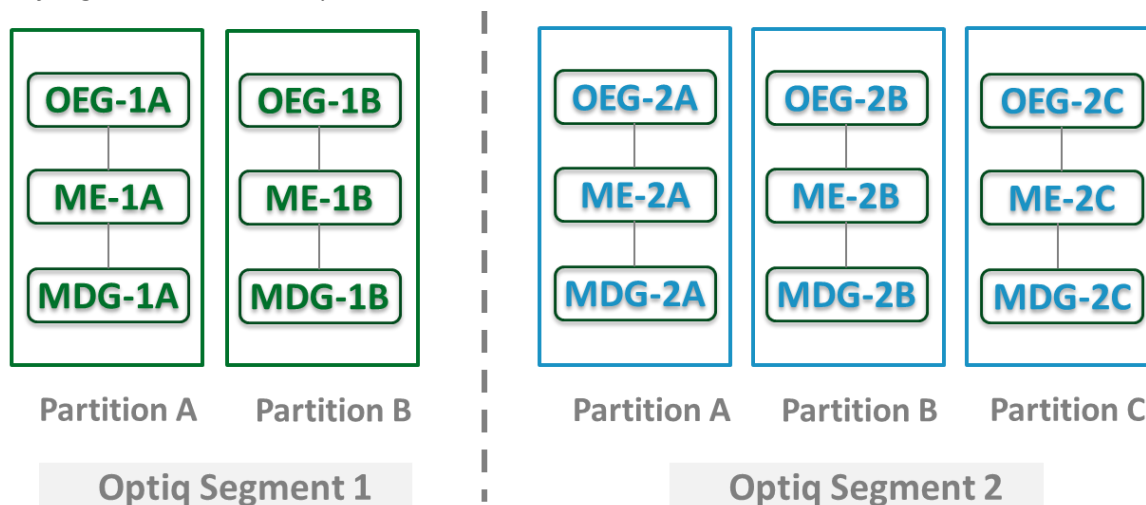 OEG-1A
ME-1A
MDG-1A
Partition A
OEG-1B
ME-1B
MDG-1B
Partition B
Optiq Segment 1
OEG-2A
ME-2A
MDG-2A
Partition A
OEG-2B
ME-2B
MDG-2B
Partition B
OEG-2C
ME-2C
MDG-2C
Partition C
Optiq Segment 2